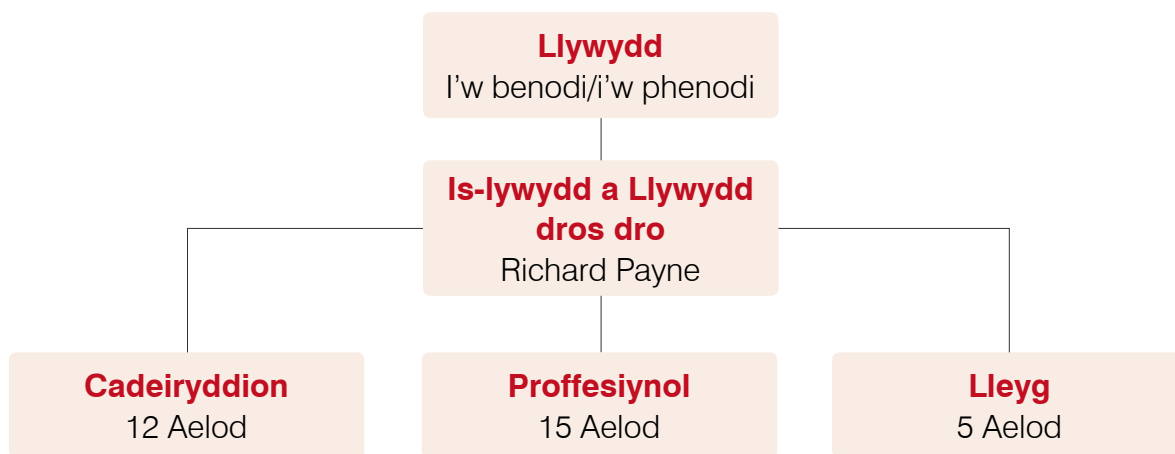 Llywydd
I'w benodi/i'w phenodi
Is-lywydd a Llywydd
dros dro
Richard Payne
Cadeiryddion
12 Aelod
Proffesiynol
15 Aelod
Lleyg
5 Aelod